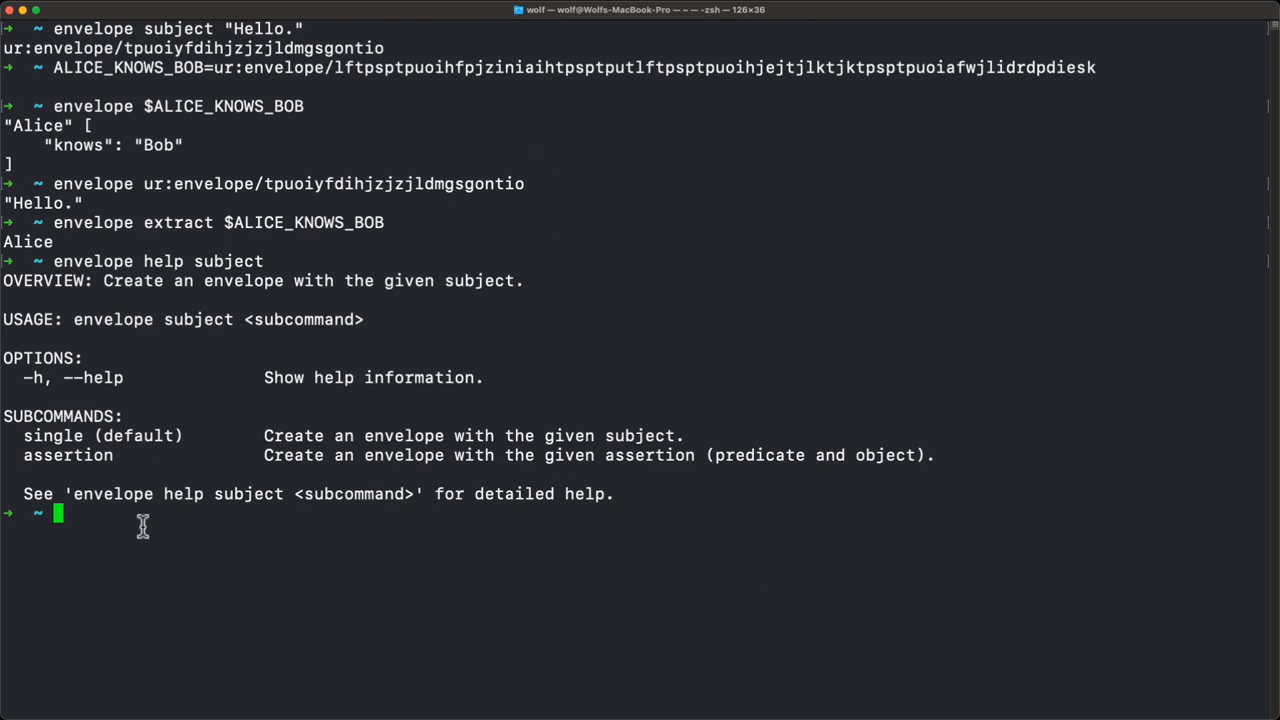 wolf — wolf@Wolfs-MacBook-Pro — ~ — -zsh — 126×36
➜ ~ envelope subject "Hello."
ur:envelope/tpuoiyfdihjzjzjldmgsgontio
➜ ~ ALICE_KNOWS_BOB=ur:envelope/lftpsptpuoihfpjziniaihtpsptputlftpsptpuoihjejtjlktjktpsptpuoiafwjlidrdpdiesk
➜ ~ envelope $ALICE_KNOWS_BOB
"Alice" [
    "knows": "Bob"
]
➜ ~ envelope ur:envelope/tpuoiyfdihjzjzjldmgsgontio
"Hello."
➜ ~ envelope extract $ALICE_KNOWS_BOB
Alice
➜ ~ envelope help subject
OVERVIEW: Create an envelope with the given subject.
USAGE: envelope subject <subcommand>
OPTIONS:
  -h, --help              Show help information.
SUBCOMMANDS:
  single (default)        Create an envelope with the given subject.
  assertion               Create an envelope with the given assertion (predicate and object).
  See 'envelope help subject <subcommand>' for detailed help.
➜ ~